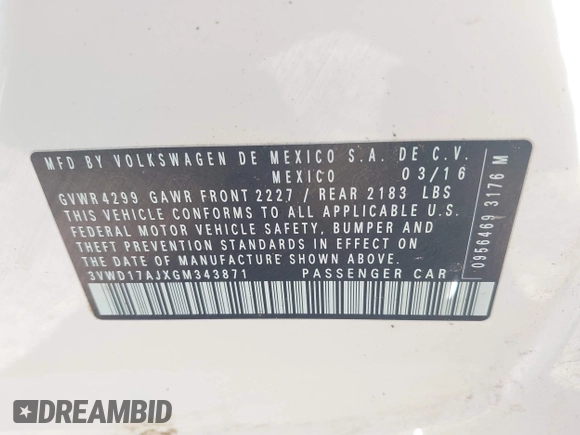 MFD BY VOLKSWAGEN DE MEXICO S.A. DE C.V.
MEXICO 03/16
GVWR 4299 GAWR FRONT 2227 / REAR 2183 LBS
THIS VEHICLE CONFORMS TO ALL APPLICABLE U.S.
FEDERAL MOTOR VEHICLE SAFETY, BUMPER AND
THEFT PREVENTION STANDARDS IN EFFECT ON
THE DATE OF MANUFACTURE SHOWN ABOVE.
3VWD17AJXGM343871 PASSENGER CAR
0956469 3176 M
DREAMBID